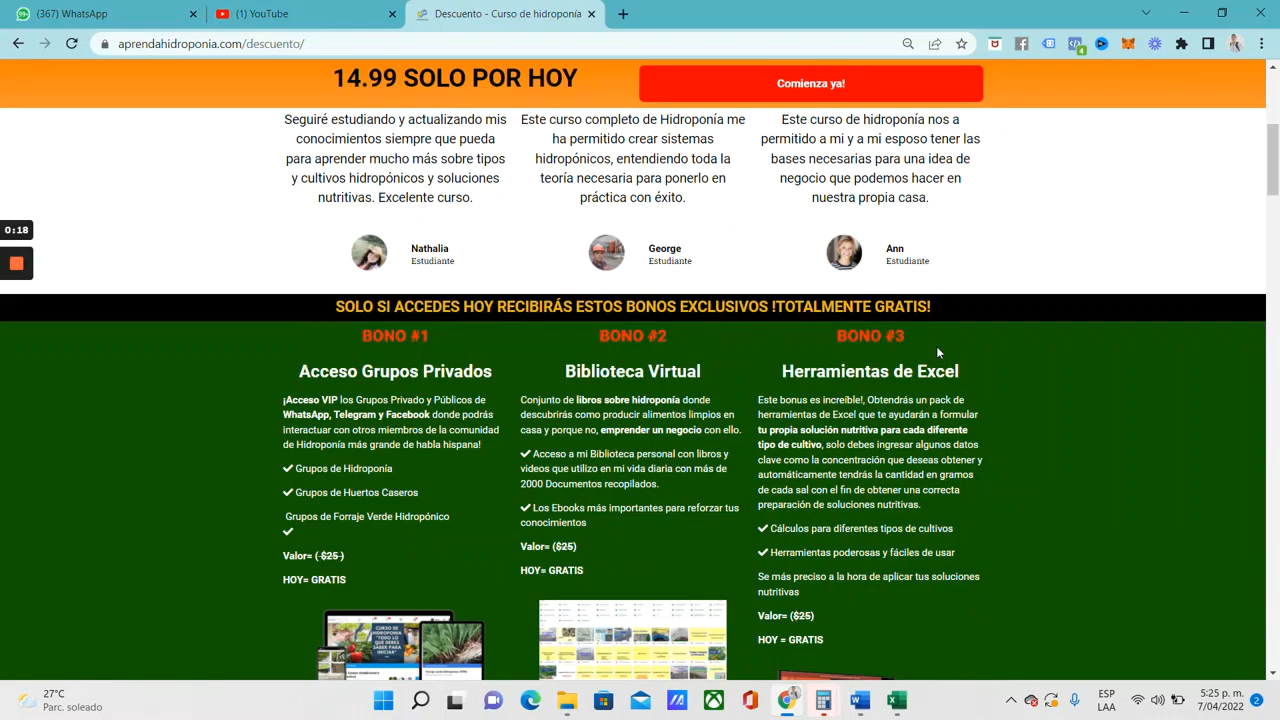 (367) WhatsApp
(1) YouTube
Descuento - Curso de hidroponía
aprendahidroponia.com/descuento/
4
14.99 SOLO POR HOY
Comienza ya!
Seguiré estudiando y actualizando mis
conocimientos siempre que pueda
para aprender mucho más sobre tipos
y cultivos hidropónicos y soluciones
nutritivas. Excelente curso.
Este curso completo de Hidroponía me
ha permitido crear sistemas
hidropónicos, entendiendo toda la
teoría necesaria para ponerlo en
práctica con éxito.
Este curso de hidroponía nos a
permitido a mi y a mi esposo tener las
bases necesarias para una idea de
negocio que podemos hacer en
nuestra propia casa.
0:18
Nathalia
Estudiante
George
Estudiante
Ann
Estudiante
SOLO SI ACCEDES HOY RECIBIRÁS ESTOS BONOS EXCLUSIVOS !TOTALMENTE GRATIS!
BONO #1
Acceso Grupos Privados
¡Acceso VIP los Grupos Privado y Públicos de
WhatsApp, Telegram y Facebook donde podrás
interactuar con otros miembros de la comunidad
de Hidroponía más grande de habla hispana!
Grupos de Hidroponía
Grupos de Huertos Caseros
Grupos de Forraje Verde Hidropónico
Valor= ( $25 )
HOY= GRATIS
BONO #2
Biblioteca Virtual
Conjunto de libros sobre hidroponía donde
descubrirás como producir alimentos limpios en
casa y porque no, emprender un negocio con ello.
Acceso a mi Biblioteca personal con libros y
videos que utilizo en mi vida diaria con más de
2000 Documentos recopilados.
Los Ebooks más importantes para reforzar tus
conocimientos
Valor= ($25)
HOY= GRATIS
BONO #3
Herramientas de Excel
Este bonus es increíble!, Obtendrás un pack de
herramientas de Excel que te ayudarán a formular
tu propia solución nutritiva para cada diferente
tipo de cultivo, solo debes ingresar algunos datos
clave como la concentración que deseas obtener y
automáticamente tendrás la cantidad en gramos
de cada sal con el fin de obtener una correcta
preparación de soluciones nutritivas.
Cálculos para diferentes tipos de cultivos
Herramientas poderosas y fáciles de usar
Se más preciso a la hora de aplicar tus soluciones
nutritivas
Valor= ($25)
HOY = GRATIS
CURSO DE
HIDROPONÍA
27°C
Parc. soleado
ESP
LAA
5:25 p. m.
7/04/2022
2